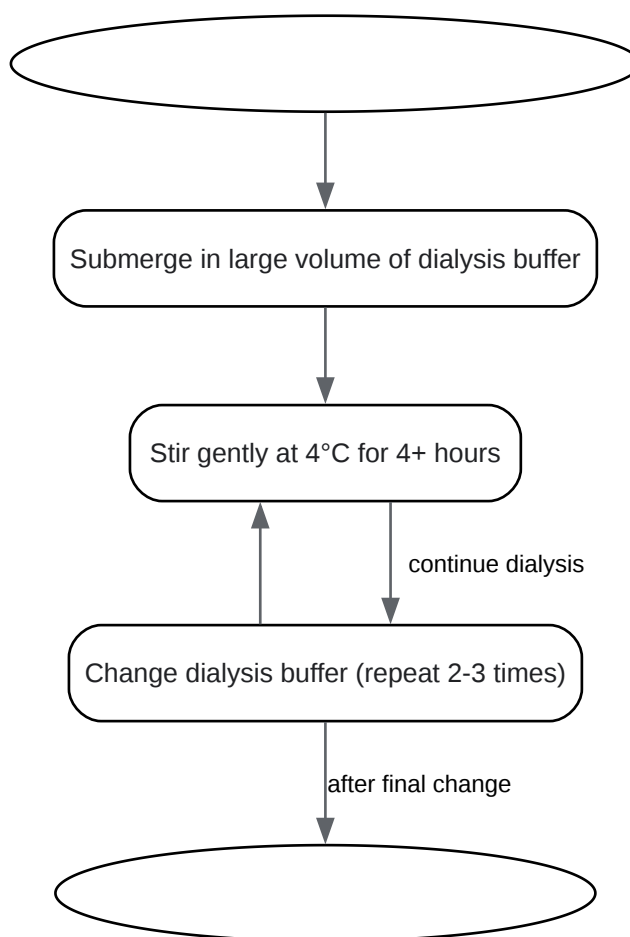 Submerge in large volume of dialysis buffer
Stir gently at 4°C for 4+ hours
continue dialysis
Change dialysis buffer (repeat 2-3 times)
after final change